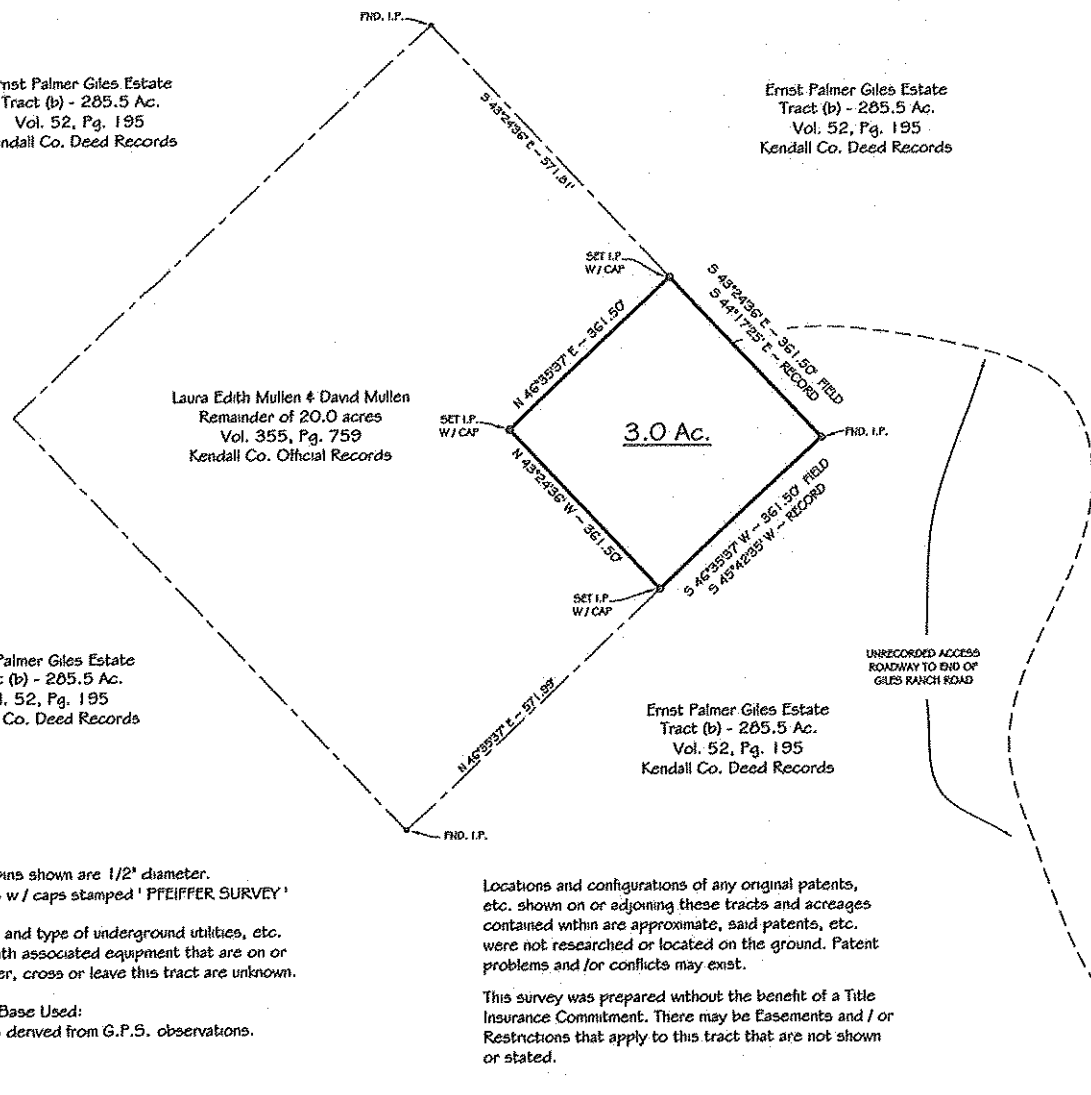 FND. I.P.
Ernst Palmer Giles Estate
Tract (b) - 285.5 Ac.
Vol. 52, Pg. 195
Kendall Co. Deed Records
Ernst Palmer Giles Estate
Tract (b) - 285.5 Ac.
Vol. 52, Pg. 195
Kendall Co. Deed Records
S 43°24'36" E ~ 571.81'
SET I.P.
W / CAP
S 43°24'36" E ~ 361.50' FIELD
S 44°17'25" E ~ RECORD
N 46°35'37" E ~ 361.50'
Laura Edith Mullen & David Mullen
Remainder of 20.0 acres
Vol. 355, Pg. 759
Kendall Co. Official Records
SET I.P.
W / CAP
3.0 Ac.
FND. I.P.
N 43°24'36" W ~ 361.50'
S 46°35'37" W ~ 361.50' FIELD
S 45°42'35" W ~ RECORD
SET I.P.
W / CAP
UNRECORDED ACCESS
ROADWAY TO END OF
GILES RANCH ROAD
Palmer Giles Estate
(b) - 285.5 Ac.
52, Pg. 195
Co. Deed Records
Ernst Palmer Giles Estate
Tract (b) - 285.5 Ac.
Vol. 52, Pg. 195
Kendall Co. Deed Records
N 46°35'37" E ~ 571.99'
FND. I.P.
pins shown are 1/2" diameter.
w / caps stamped ' PFEIFFER SURVEY '
and type of underground utilities, etc.
associated equipment that are on or
cross or leave this tract are unknown.
Base Used:
derived from G.P.S. observations.
Locations and configurations of any original patents,
etc. shown on or adjoining these tracts and acreages
contained within are approximate, said patents, etc.
were not researched or located on the ground. Patent
problems and /or conflicts may exist.
This survey was prepared without the benefit of a Title
Insurance Commitment. There may be Easements and / or
Restrictions that apply to this tract that are not shown
or stated.